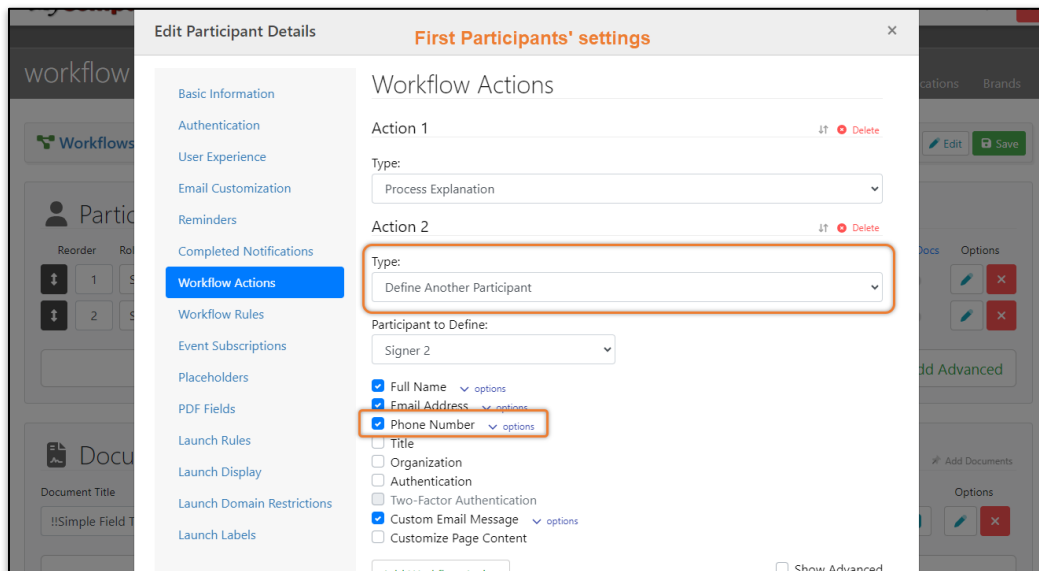 Edit Participant Details
First Participants' settings
×
workflow
Brands
Workflows
Edit
Save
Basic Information
Authentication
User Experience
Email Customization
Reminders
Completed Notifications
Workflow Actions
Workflow Rules
Event Subscriptions
Placeholders
PDF Fields
Launch Rules
Launch Display
Launch Domain Restrictions
Launch Labels
Workflow Actions
Action 1
Delete
Type:
Process Explanation
Action 2
Delete
Type:
Define Another Participant
Participant to Define:
Signer 2
Full Name options
Email Address options
Phone Number options
Title
Organization
Authentication
Two-Factor Authentication
Custom Email Message options
Customize Page Content
Show Advanced
Reorder
Docs Options
1
2
Add Documents
Document Title
Options
!!Simple Field